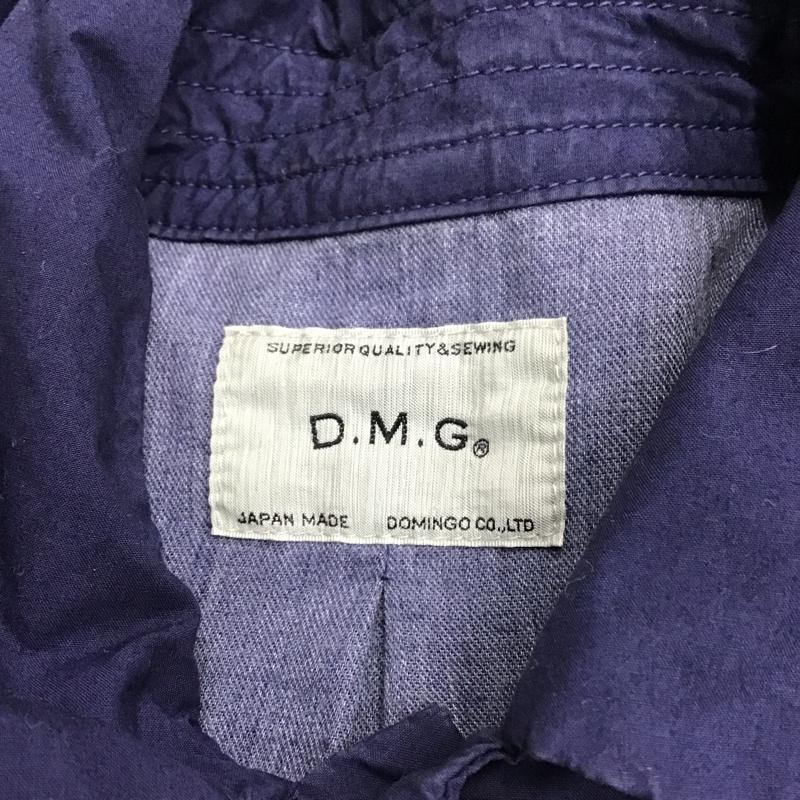 SUPERIOR QUALITY & SEWING
D.M.G.®
JAPAN MADE DOMINGO CO.,LTD